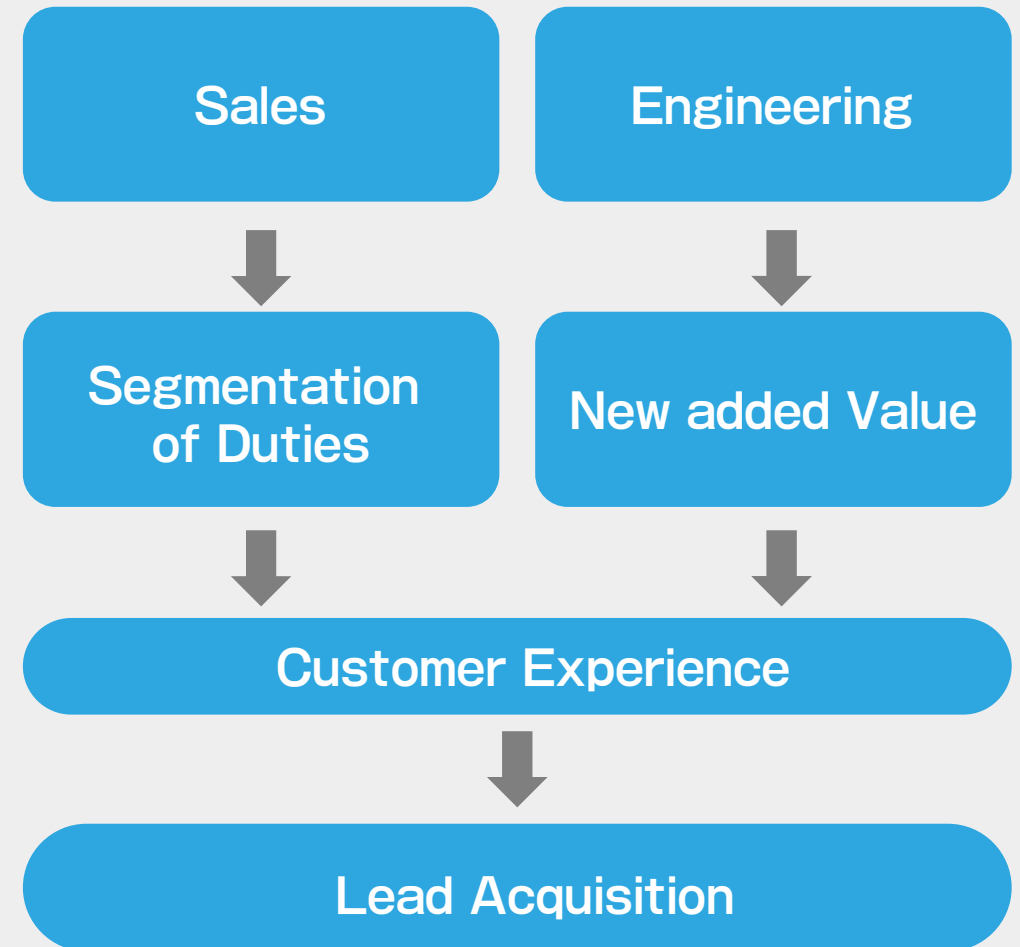 Sales
Engineering
Segmentation
of Duties
New added Value
Customer Experience
Lead Acquisition